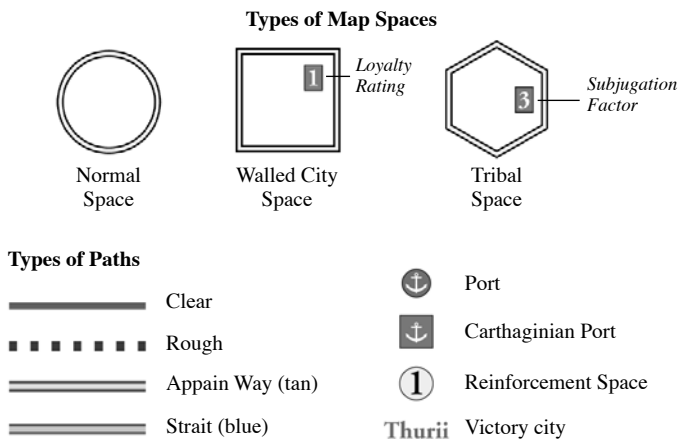 Types of Map Spaces
1
Loyalty
Rating
3
Subjugation
Factor
Normal
Space
Walled City
Space
Tribal
Space
Types of Paths
Clear
Rough
Appain Way (tan)
Strait (blue)
Port
Carthaginian Port
1
Reinforcement Space
Thurii
Victory city